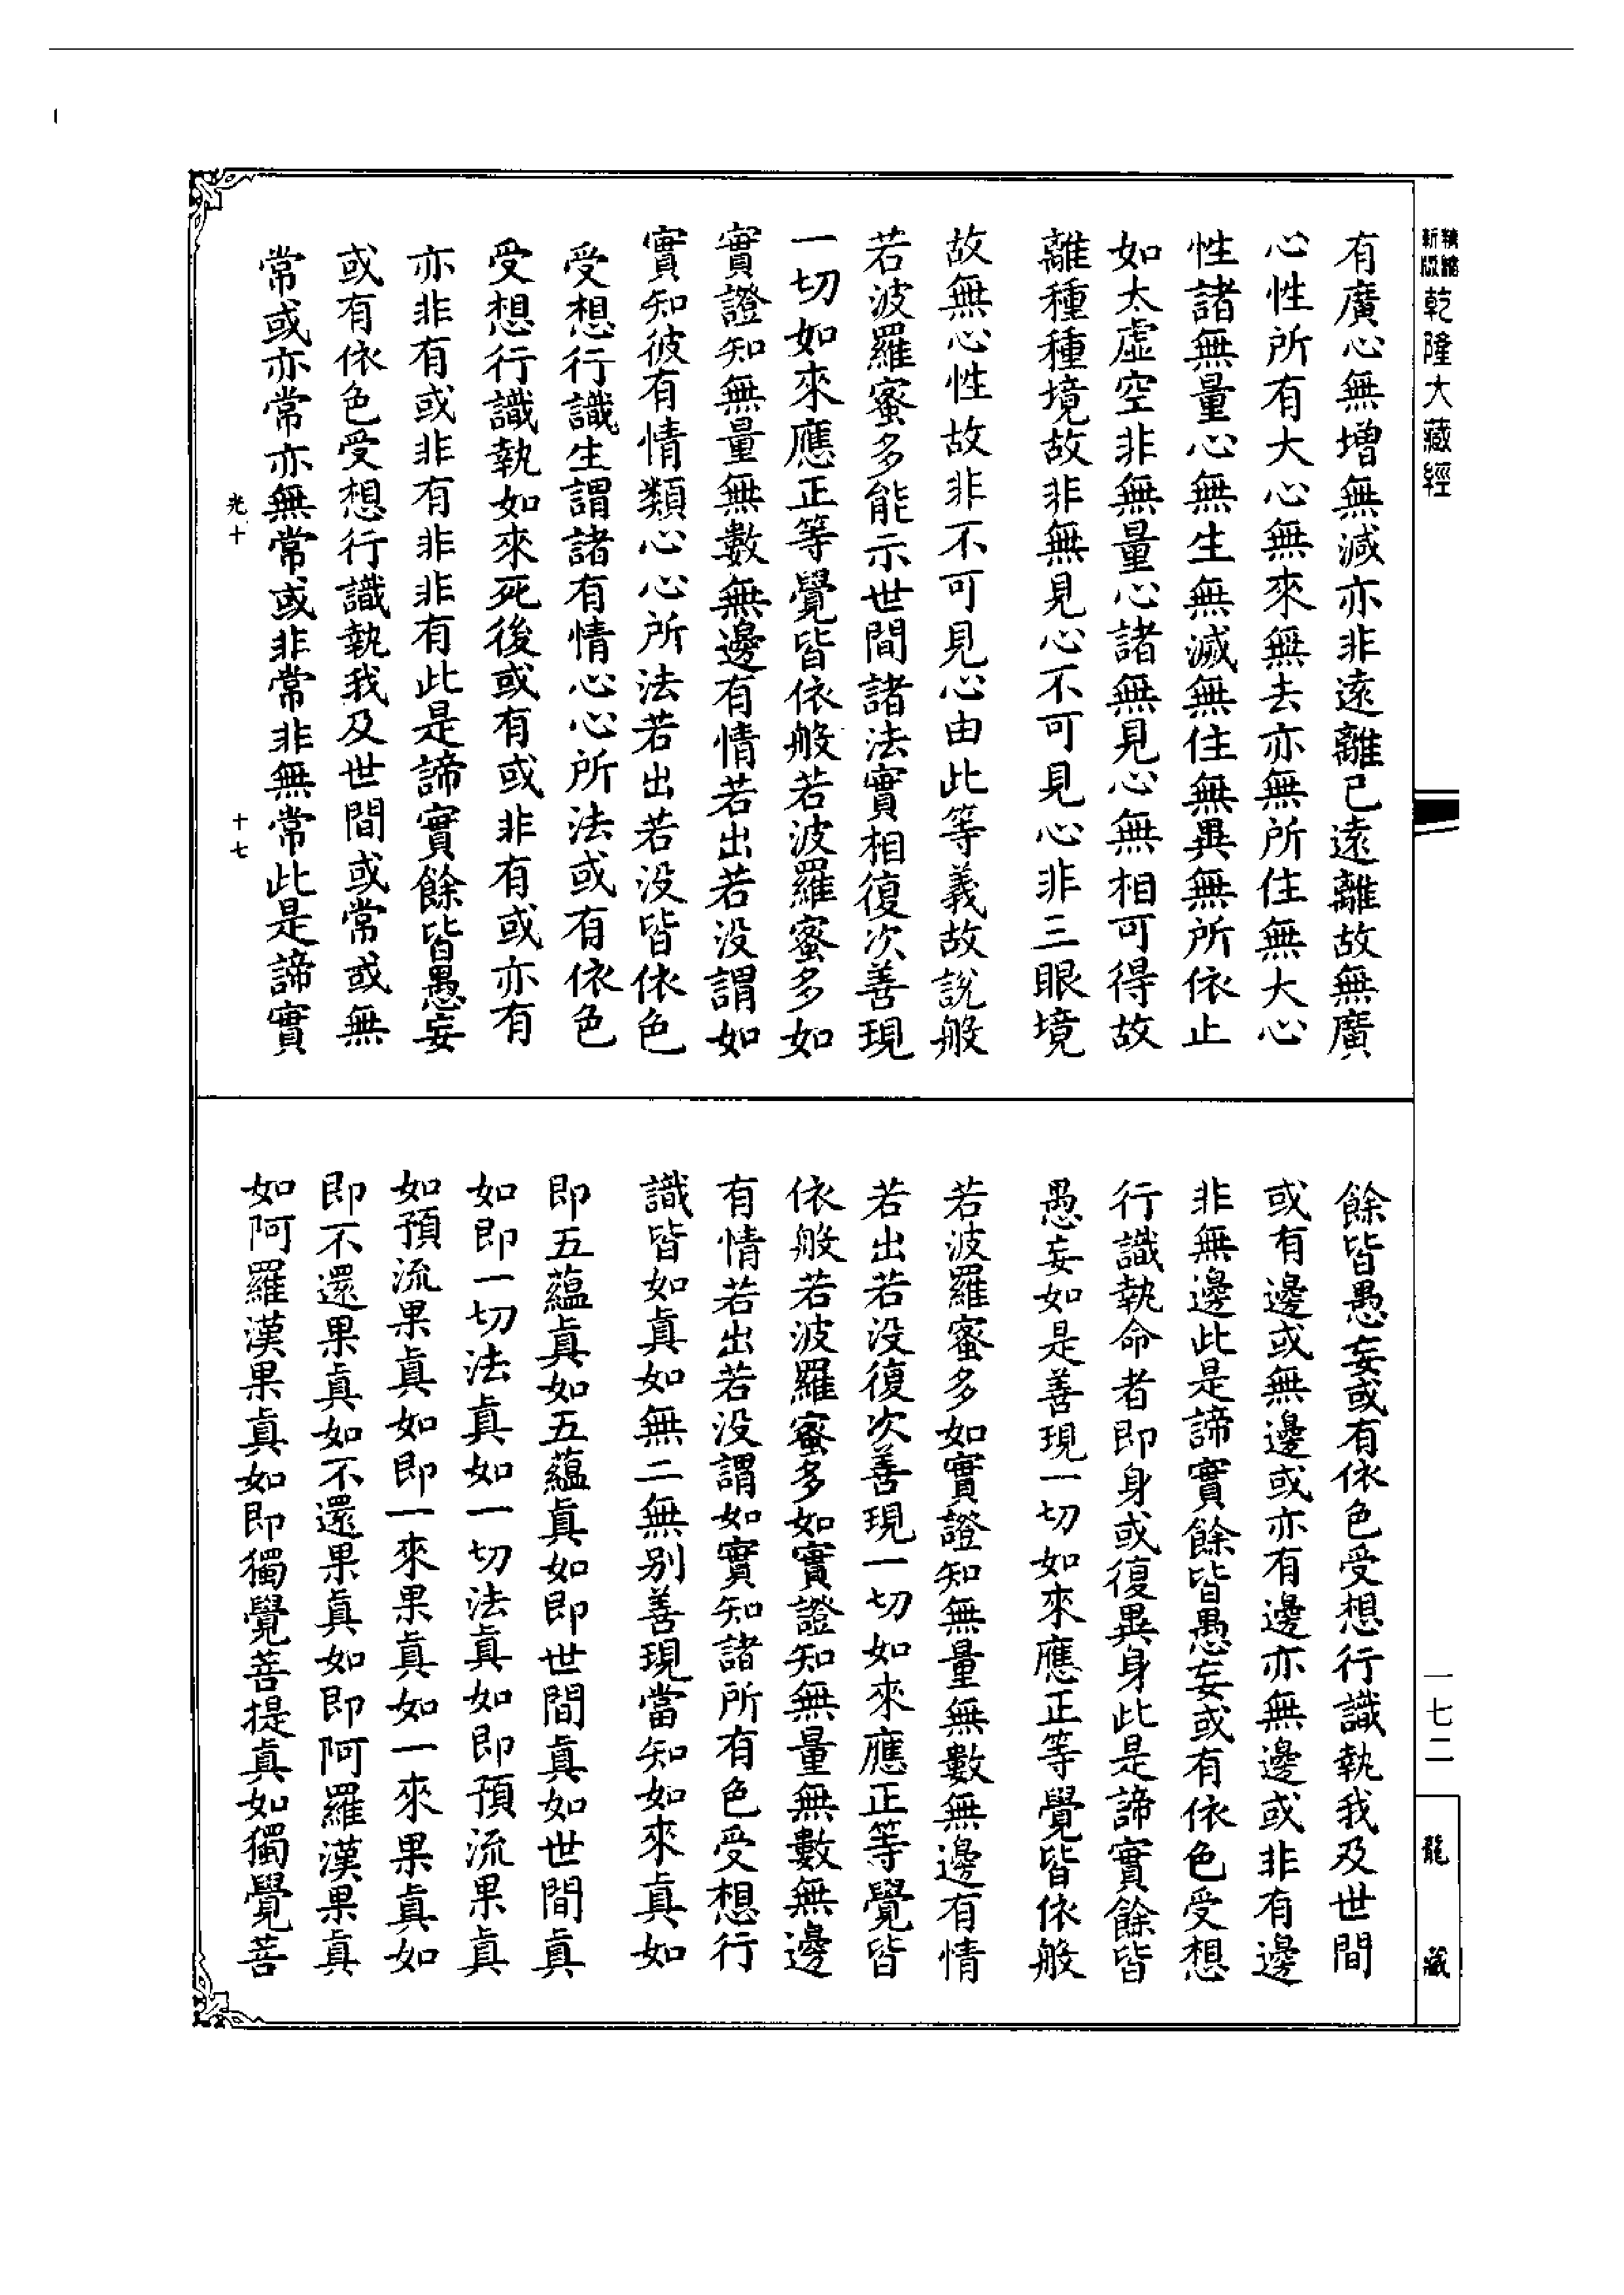 精縮新版乾隆大藏經
有廣心無增無減亦非遠離已遠離故無廣
心性所有大心無來無去亦無所住無大心
性諸無量心無生無滅無住無異無所依止
如太虛空非無量心諸無見心無相可得故
離種種境故非無見心不可見心非三眼境
故無心性故非不可見心由此等義故說般
若波羅蜜多能示世間諸法實相復次善現
一切如來應正等覺皆依般若波羅蜜多如
實證知無量無數無邊有情若出若沒謂如
實知彼有情類心心所法若出若沒皆依色
受想行識生謂諸有情心心所法或有依色
受想行識執如來死後或有或非有或亦有
亦非有或非有非非有此是諦實餘皆愚妄
或有依色受想行識執我及世間或常或無
常或亦常亦無常或非常非無常此是諦實
光十 十七
餘皆愚妄或有依色受想行識執我及世間
或有邊或無邊或亦有邊亦無邊或非有邊
非無邊此是諦實餘皆愚妄或有依色受想
行識執命者即身或復異身此是諦實餘皆
愚妄如是善現一切如來應正等覺皆依般
若波羅蜜多如實證知無量無數無邊有情
若出若沒復次善現一切如來應正等覺皆
依般若波羅蜜多如實證知無量無數無邊
有情若出若沒謂如實知諸所有色受想行
識皆如真如無二無別善現當知如來真如
即五蘊真如五蘊真如即世間真如世間真
如即一切法真如一切法真如即預流果真
如預流果真如即一來果真如一來果真如
即不還果真如不還果真如即阿羅漢果真
如阿羅漢果真如即獨覺菩提真如獨覺菩
一七二
龍藏